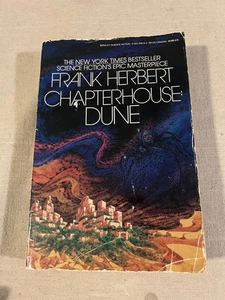 THE NEW YORK TIMES BESTSELLER
SCIENCE FICTION'S EPIC MASTERPIECE
FRANK HERBERT
CHAPTERHOUSE:
DUNE